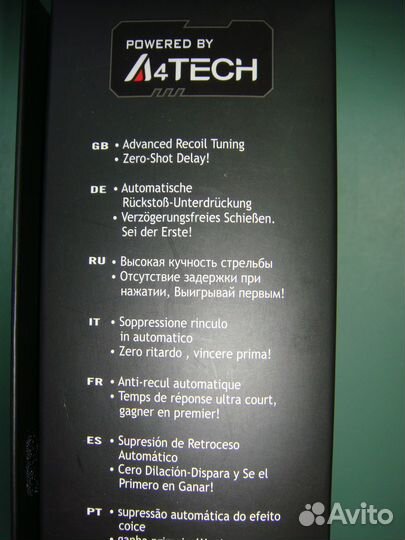 POWERED BY
A4TECH
GB • Advanced Recoil Tuning
• Zero-Shot Delay!
DE • Automatische
Rückstoß-Unterdrückung
• Verzögerungsfreies Schießen.
Sei der Erste!
RU • Высокая кучность стрельбы
• Отсутствие задержки при
нажатии, Выигрывай первым!
IT • Soppressione rinculo
in automatico
• Zero ritardo , vincere prima!
FR • Anti-recul automatique
• Temps de réponse ultra court,
gagner en premier!
ES • Supresión de Retroceso
Automático
• Cero Dilación-Dispara y Se el
Primero en Ganar!
PT • supressão automática do efeito
coice
Avito